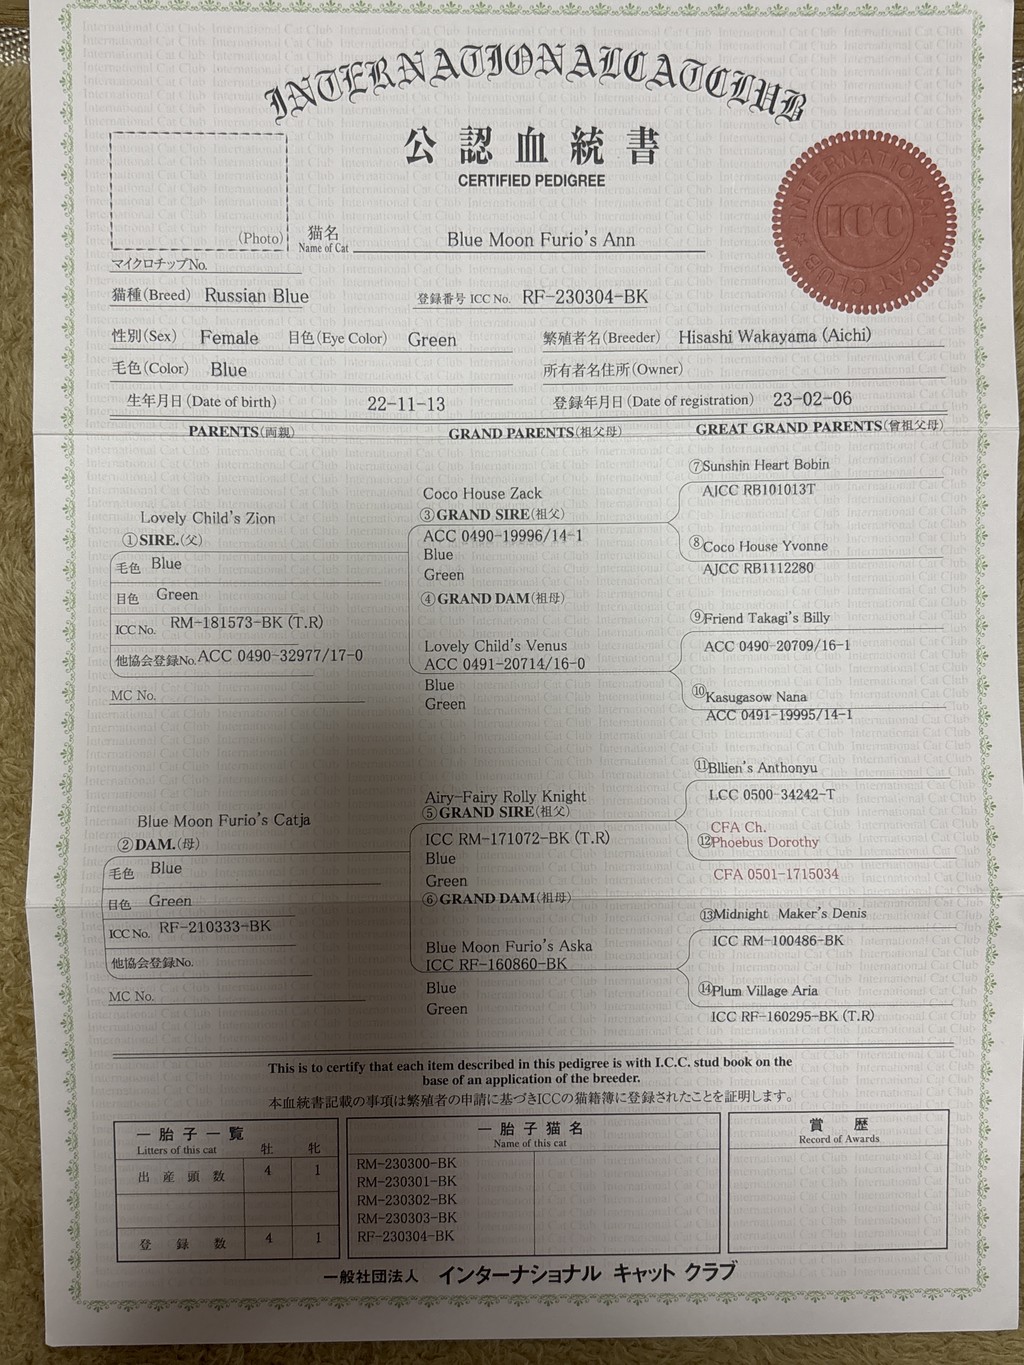 INTERNATIONAL CAT CLUB
公認血統書
CERTIFIED PEDIGREE
INTERNATIONAL CAT CLUB
ICC
(Photo)
猫名
Name of Cat
Blue Moon Furio's Ann
マイクロチップNo.
猫種(Breed) Russian Blue
登録番号 ICC No. RF-230304-BK
性別(Sex) Female 目色(Eye Color) Green
繁殖者名(Breeder) Hisashi Wakayama (Aichi)
毛色(Color) Blue
所有者名住所(Owner)
生年月日(Date of birth) 22-11-13
登録年月日(Date of registration) 23-02-06
PARENTS(両親)
GRAND PARENTS(祖父母)
GREAT GRAND PARENTS(曾祖父母)
Lovely Child's Zion
①SIRE.(父)
毛色 Blue
目色 Green
ICC No. RM-181573-BK (T.R)
他協会登録No. ACC 0490-32977/17-0
MC No.
Coco House Zack
③GRAND SIRE(祖父)
ACC 0490-19996/14-1
Blue
Green
④GRAND DAM(祖母)
Lovely Child's Venus
ACC 0491-20714/16-0
Blue
Green
⑦Sunshin Heart Bobin
AJCC RB101013T
⑧Coco House Yvonne
AJCC RB1112280
⑨Friend Takagi's Billy
ACC 0490-20709/16-1
⑩Kasugasow Nana
ACC 0491-19995/14-1
Blue Moon Furio's Catja
②DAM.(母)
毛色 Blue
目色 Green
ICC No. RF-210333-BK
他協会登録No.
MC No.
Airy-Fairy Rolly Knight
⑤GRAND SIRE(祖父)
ICC RM-171072-BK (T.R)
Blue
Green
⑥GRAND DAM(祖母)
Blue Moon Furio's Aska
ICC RF-160860-BK
Blue
Green
⑪Bllien's Anthonyu
LCC 0500-34242-T
CFA Ch.
⑫Phoebus Dorothy
CFA 0501-1715034
⑬Midnight Maker's Denis
ICC RM-100486-BK
⑭Plum Village Aria
ICC RF-160295-BK (T.R)
This is to certify that each item described in this pedigree is with I.C.C. stud book on the
base of an application of the breeder.
本血統書記載の事項は繁殖者の申請に基づきICCの猫籍簿に登録されたことを証明します。
一胎子一覧 牡 牝
Litters of this cat
出産頭数 4 1
登録数 4 1
一胎子猫名
Name of this cat
RM-230300-BK
RM-230301-BK
RM-230302-BK
RM-230303-BK
RF-230304-BK
賞歴
Record of Awards
一般社団法人 インターナショナル キャット クラブ